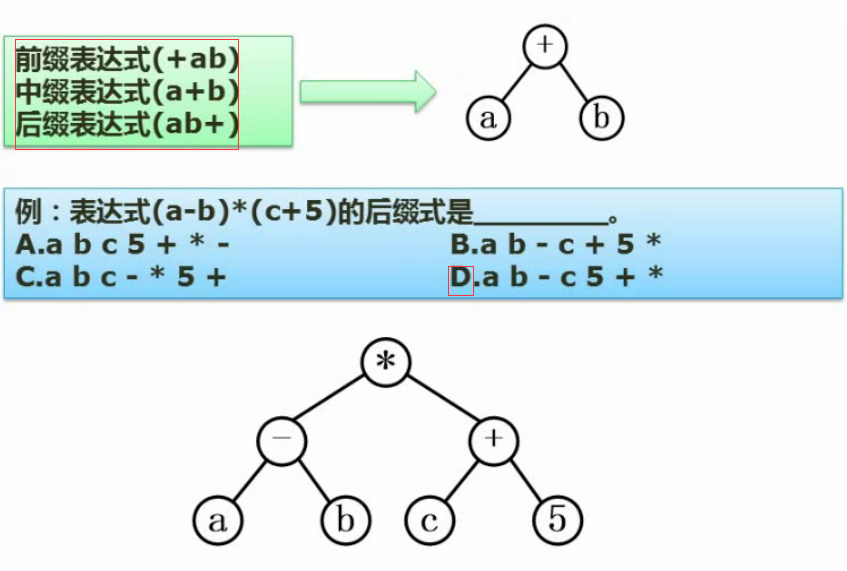 前缀表达式(+ab)
中缀表达式(a+b)
后缀表达式(ab+)
+
a b
例：表达式(a-b)*(c+5)的后缀式是__________。
A.a b c 5 + * - B.a b - c + 5 *
C.a b c - * 5 + D.a b - c 5 + *
*
− +
a b c 5